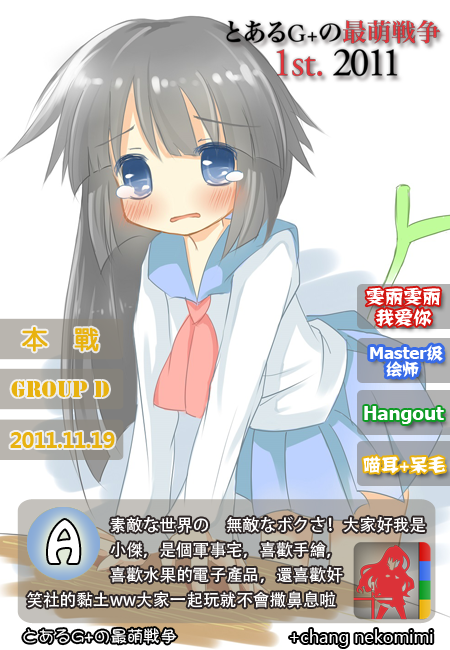 とあるG+の最萌戦争
1st. 2011
雯丽雯丽
我爱你
本 戰
Master级
绘师
GROUP D
Hangout
2011.11.19
喵耳+呆毛
A
素敵な世界の 無敵なボクさ！大家好我是
小傑，是個軍事宅，喜歡手繪，
喜歡水果的電子產品，還喜歡奸
笑社的黏土ww大家一起玩就不會撒鼻息啦
とあるG+の最萌戦争
+chang nekomimi